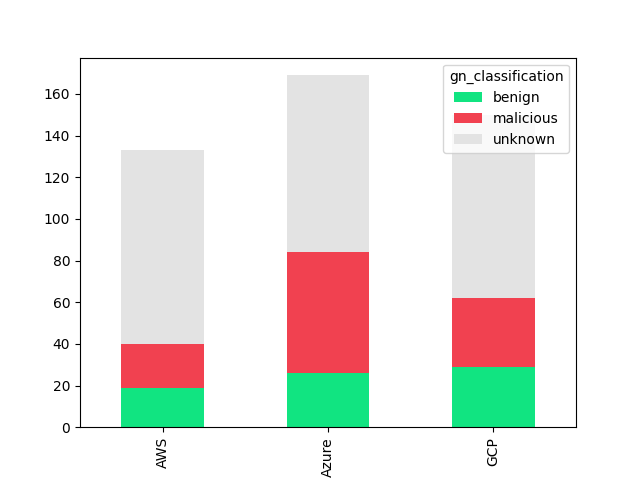 gn_classification
benign
malicious
unknown
160
140
120
100
80
60
40
20
0
AWS
Azure
GCP